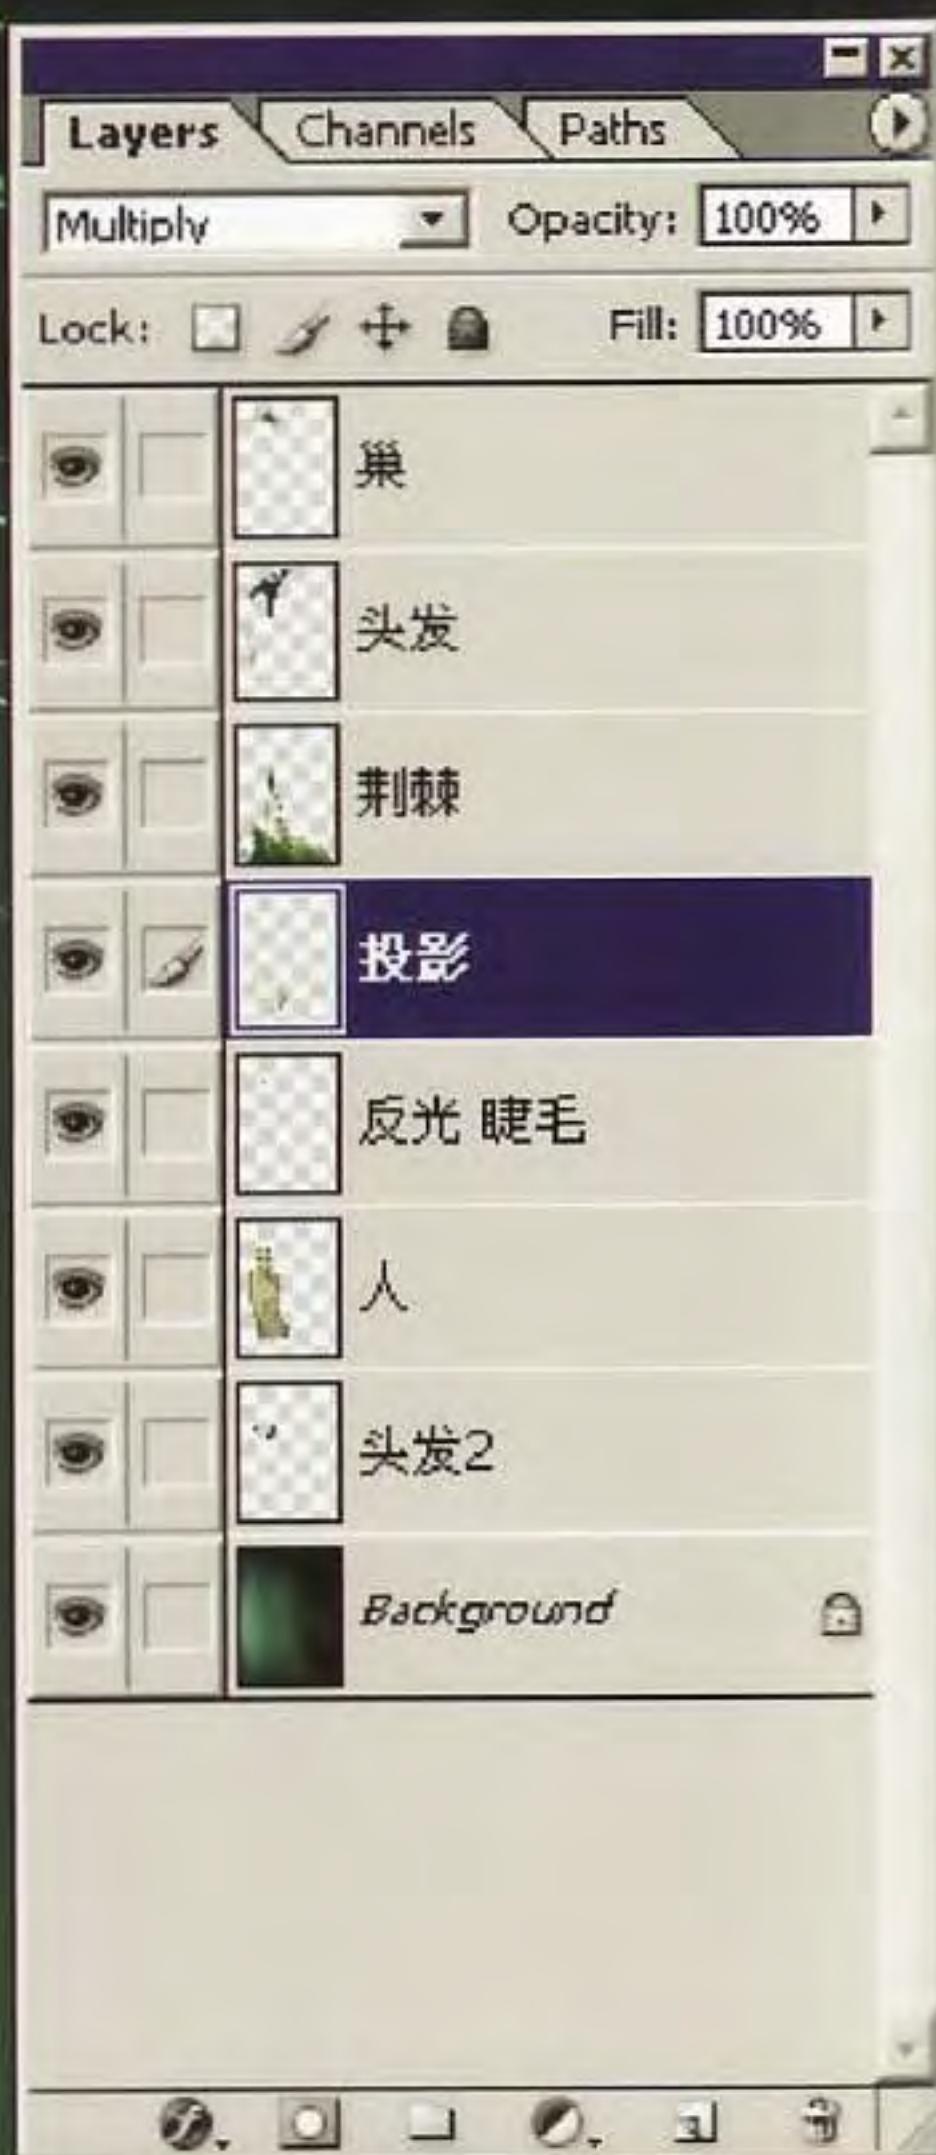 Layers Channels Paths
Multiply Opacity: 100%
Lock: Fill: 100%
巢
头发
荆棘
投影
反光 睫毛
人
头发2
Background